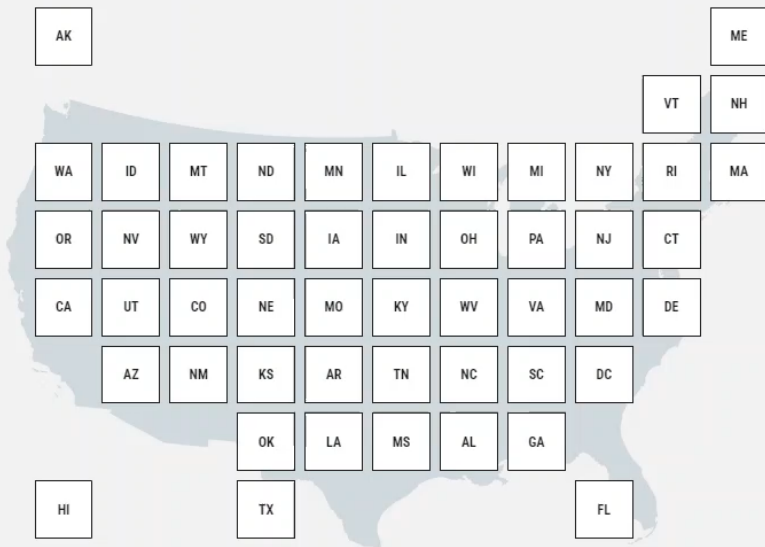 AK ME
VT NH
WA ID MT ND MN IL WI MI NY RI MA
OR NV WY SD IA IN OH PA NJ CT
CA UT CO NE MO KY WV VA MD DE
AZ NM KS AR TN NC SC DC
OK LA MS AL GA
HI TX FL